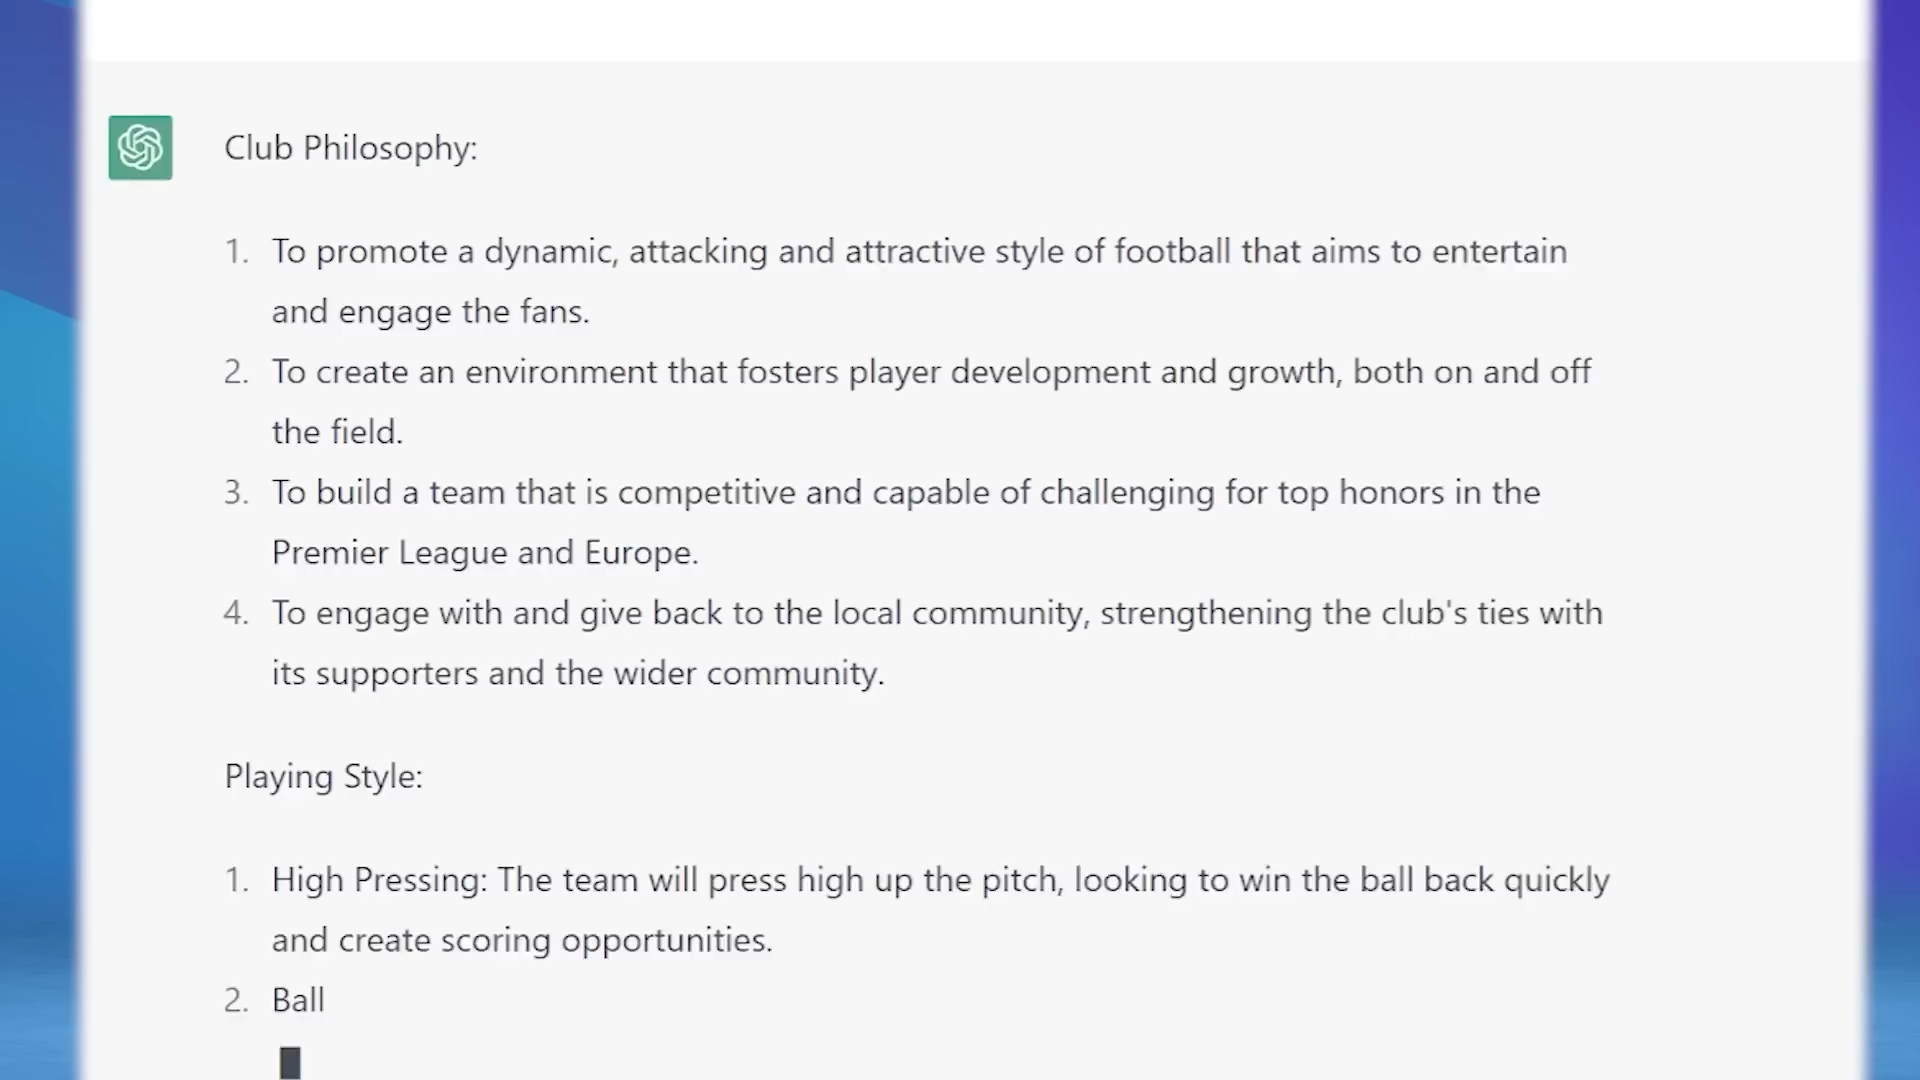 Club Philosophy:
1. To promote a dynamic, attacking and attractive style of football that aims to entertain
and engage the fans.
2. To create an environment that fosters player development and growth, both on and off
the field.
3. To build a team that is competitive and capable of challenging for top honors in the
Premier League and Europe.
4. To engage with and give back to the local community, strengthening the club's ties with
its supporters and the wider community.
Playing Style:
1. High Pressing: The team will press high up the pitch, looking to win the ball back quickly
and create scoring opportunities.
2. Ball